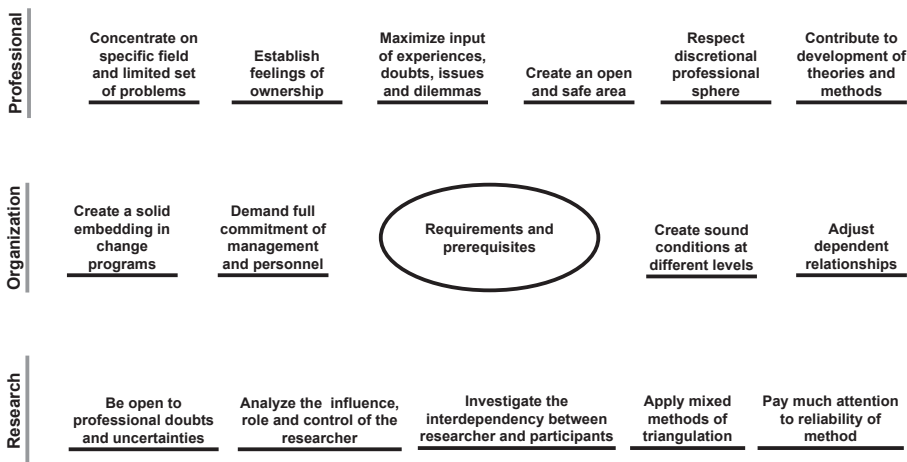 Professional
Concentrate on
specific field
and limited set
of problems
Establish
feelings of
ownership
Maximize input
of experiences,
doubts, issues
and dilemmas
Create an open
and safe area
Respect
discretional
professional
sphere
Contribute to
development of
theories and
methods
Organization
Create a solid
embedding in
change
programs
Demand full
commitment of
management
and personnel
Requirements and
prerequisites
Create sound
conditions at
different levels
Adjust
dependent
relationships
Research
Be open to
professional doubts
and uncertainties
Analyze the influence,
role and control of the
researcher
Investigate the
interdependency between
researcher and participants
Apply mixed
methods of
triangulation
Pay much attention
to reliability of
method